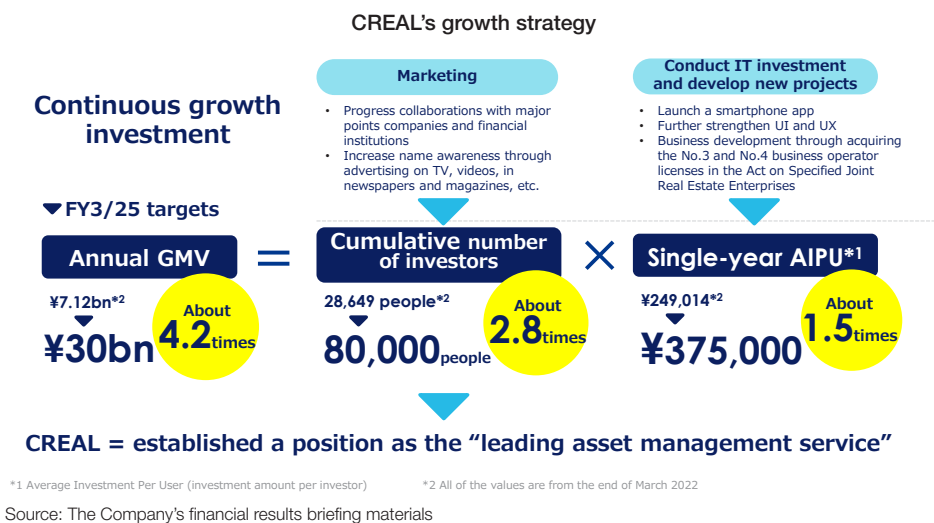 CREAL’s growth strategy
Continuous growth
investment
Marketing
• Progress collaborations with major
points companies and financial
institutions
• Increase name awareness through
advertising on TV, videos, in
newspapers and magazines, etc.
Conduct IT investment
and develop new projects
• Launch a smartphone app
• Further strengthen UI and UX
• Business development through acquiring
the No.3 and No.4 business operator
licenses in the Act on Specified Joint
Real Estate Enterprises
▼FY3/25 targets
Annual GMV
=
Cumulative number
of investors
×
Single-year AIPU*1
¥7.12bn*2
¥30bn
About
4.2times
28,649 people*2
80,000people
About
2.8times
¥249,014*2
¥375,000
About
1.5times
CREAL = established a position as the “leading asset management service”
*1 Average Investment Per User (investment amount per investor)
*2 All of the values are from the end of March 2022
Source: The Company’s financial results briefing materials